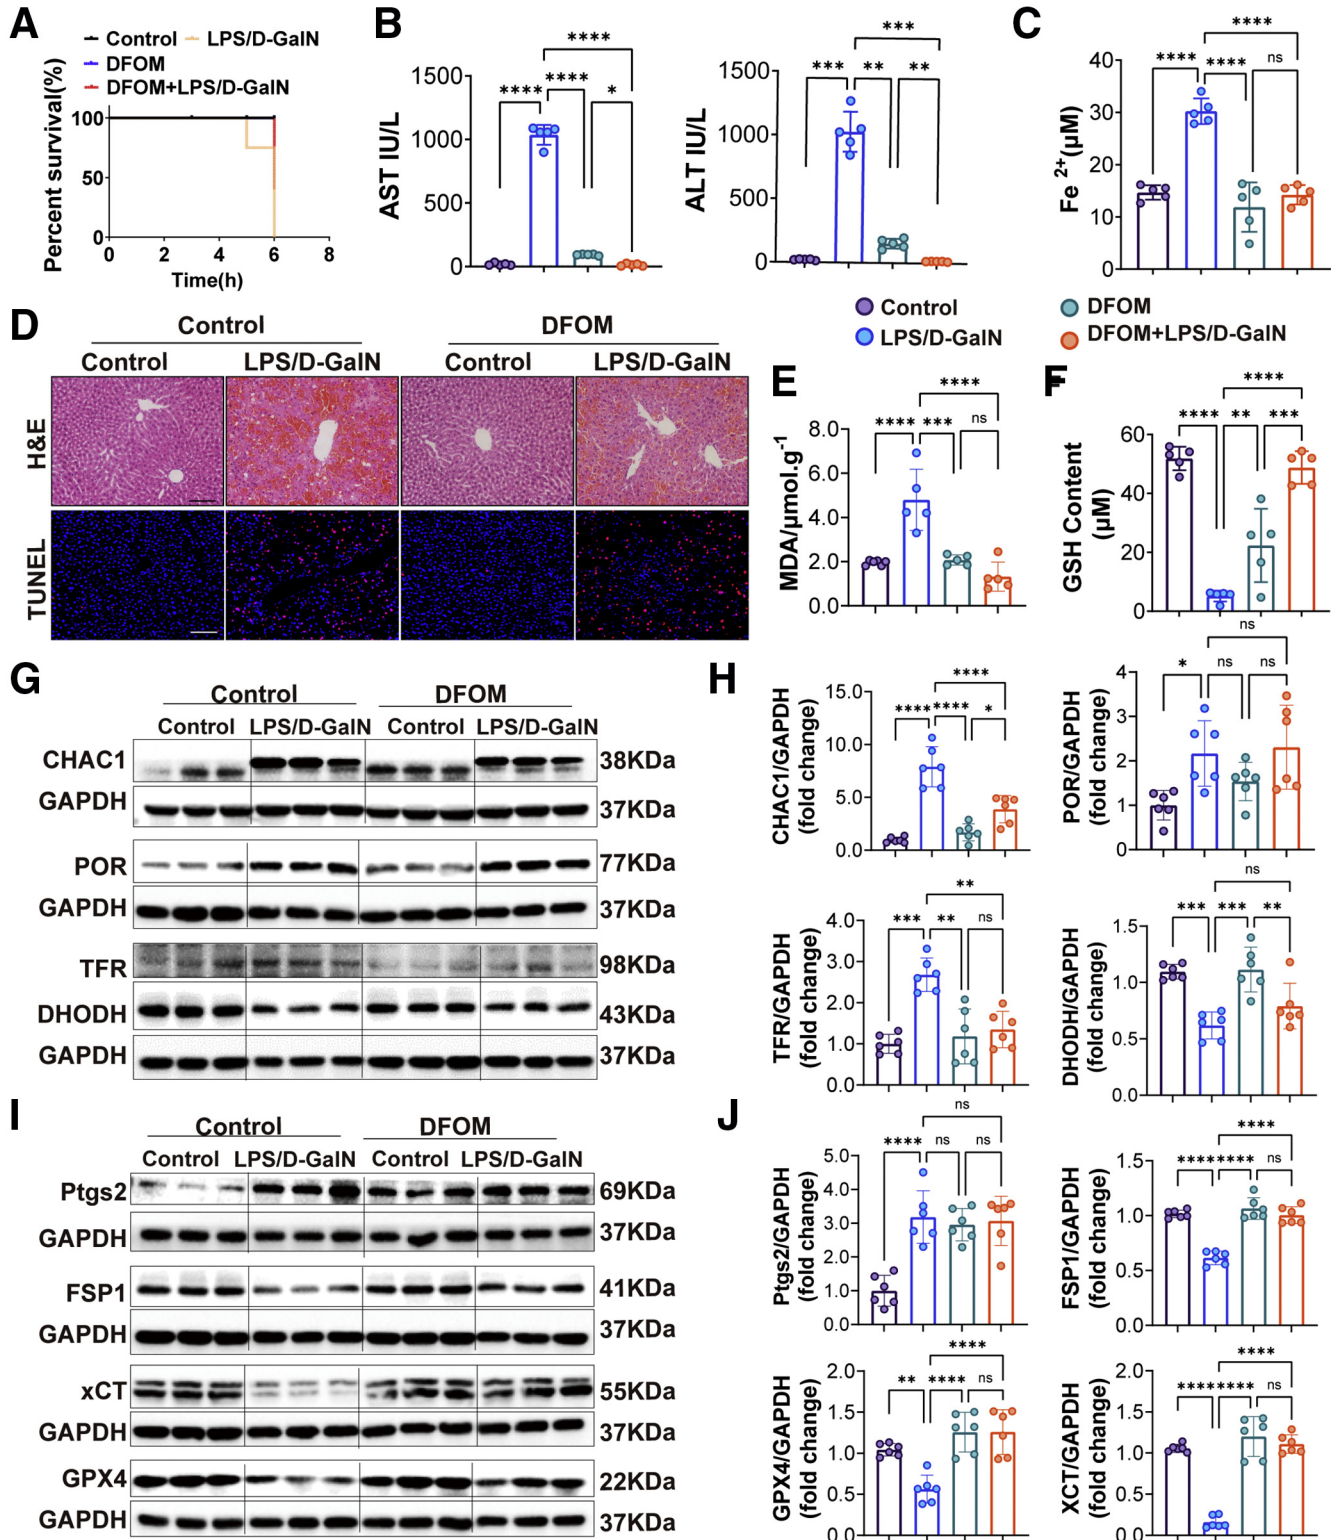 A
Control LPS/D-GalN
DFOM
DFOM+LPS/D-GalN
Percent survival(%)
100
50
0
0 2 4 6 8
Time(h)
B
AST IU/L
1500
1000
500
0
****
**** **** *
ALT IU/L
1500
1000
500
0
***
*** ** **
C
Fe 2+(μM)
40
30
20
10
0
****
**** **** ns
Control
LPS/D-GalN
DFOM
DFOM+LPS/D-GalN
D
Control DFOM
Control LPS/D-GalN Control LPS/D-GalN
H&E
TUNEL
E
MDA/μmol.g-1
8.0
6.0
4.0
2.0
0.0
****
**** *** ns
F
GSH Content
(μM)
60
40
20
0
****
**** ** ***
G
Control DFOM
Control LPS/D-GalN Control LPS/D-GalN
CHAC1 38KDa
GAPDH 37KDa
POR 77KDa
GAPDH 37KDa
TFR 98KDa
DHODH 43KDa
GAPDH 37KDa
H
CHAC1/GAPDH
(fold change)
15.0
10.0
5.0
0.0
****
**** **** *
POR/GAPDH
(fold change)
4
3
2
1
0
ns
* ns ns
TFR/GAPDH
(fold change)
4.0
3.0
2.0
1.0
0.0
**
*** ** ns
DHODH/GAPDH
(fold change)
1.5
1.0
0.5
0.0
ns
*** *** **
I
Control DFOM
Control LPS/D-GalN Control LPS/D-GalN
Ptgs2 69KDa
GAPDH 37KDa
FSP1 41KDa
GAPDH 37KDa
xCT 55KDa
GAPDH 37KDa
GPX4 22KDa
GAPDH 37KDa
J
Ptgs2/GAPDH
(fold change)
5.0
4.0
3.0
2.0
1.0
0.0
ns
**** ns ns
FSP1/GAPDH
(fold change)
1.5
1.0
0.5
0.0
****
**** **** ns
GPX4/GAPDH
(fold change)
2.0
1.5
1.0
0.5
0.0
****
** **** ns
XCT/GAPDH
(fold change)
2.0
1.5
1.0
0.5
0.0
****
**** **** ns